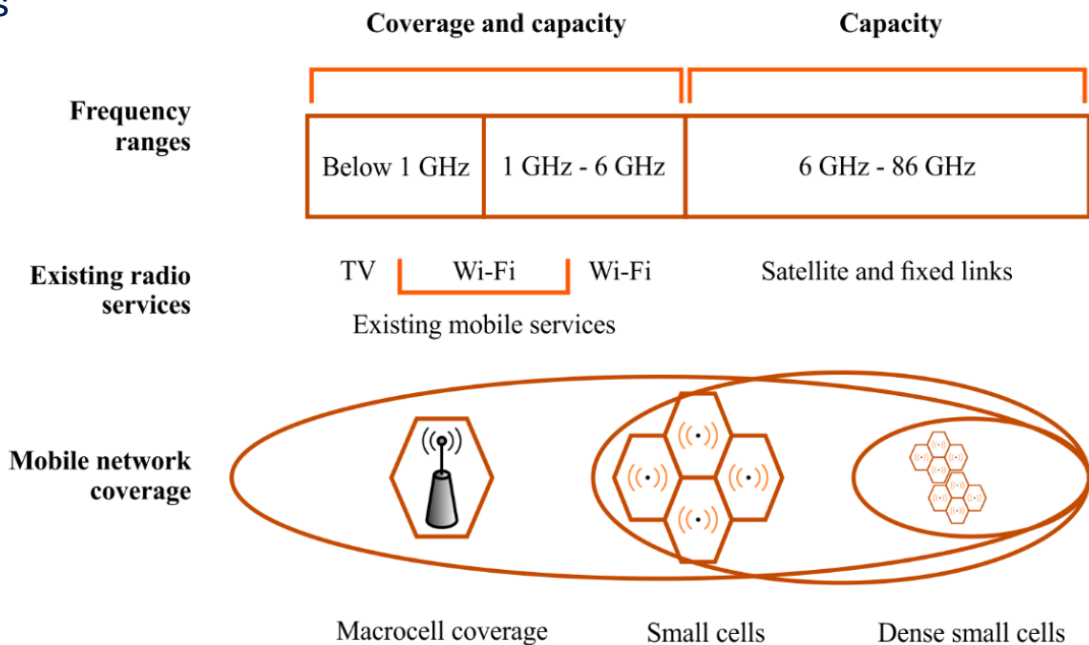 s
Coverage and capacity
Capacity
Frequency
ranges
Below 1 GHz
1 GHz - 6 GHz
6 GHz - 86 GHz
Existing radio
services
TV
Wi-Fi
Wi-Fi
Satellite and fixed links
Existing mobile services
Mobile network
coverage
Macrocell coverage
Small cells
Dense small cells